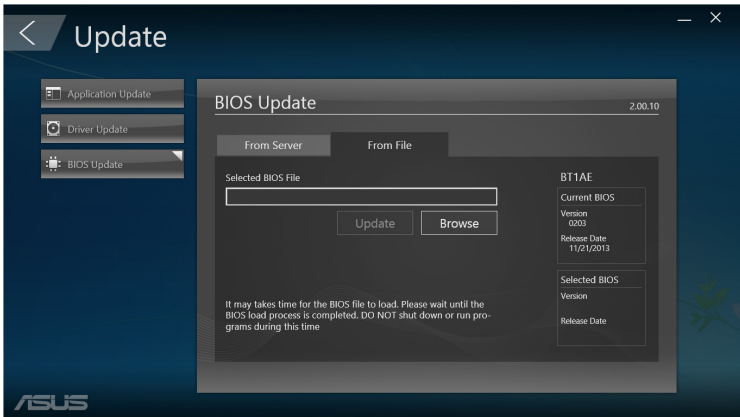 Update
Application Update
Driver Update
BIOS Update
BIOS Update
2.00.10
From Server
From File
Selected BIOS File
Update
Browse
It may takes time for the BIOS file to load. Please wait until the
BIOS load process is completed. DO NOT shut down or run pro-
grams during this time
BT1AE
Current BIOS
Version
0203
Release Date
11/21/2013
Selected BIOS
Version
Release Date
ASUS